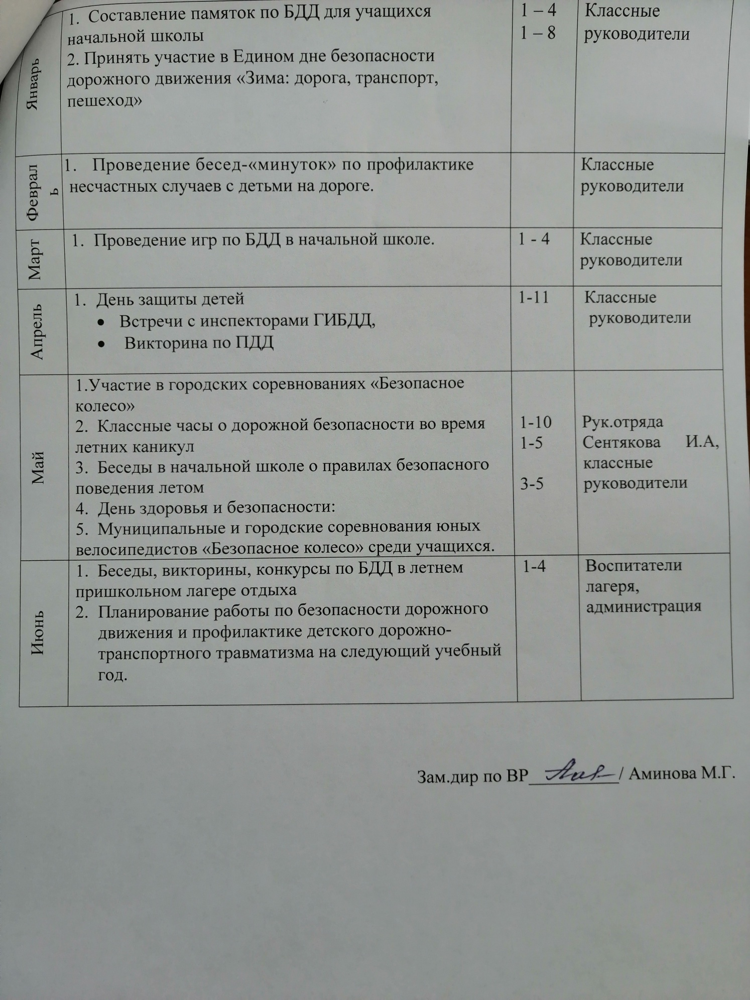 Январь
1. Составление памяток по БДД для учащихся
начальной школы
2. Принять участие в Едином дне безопасности
дорожного движения «Зима: дорога, транспорт,
пешеход»
1 – 4
1 – 8
Классные
руководители
Феврал
ь
1. Проведение бесед-«минуток» по профилактике
несчастных случаев с детьми на дороге.
Классные
руководители
Март
1. Проведение игр по БДД в начальной школе.
1 - 4
Классные
руководители
Апрель
1. День защиты детей
• Встречи с инспекторами ГИБДД,
• Викторина по ПДД
1-11
Классные
руководители
Май
1.Участие в городских соревнованиях «Безопасное
колесо»
2. Классные часы о дорожной безопасности во время
летних каникул
3. Беседы в начальной школе о правилах безопасного
поведения летом
4. День здоровья и безопасности:
5. Муниципальные и городские соревнования юных
велосипедистов «Безопасное колесо» среди учащихся.
1-10
1-5
3-5
Рук.отряда
Сентякова И.А,
классные
руководители
Июнь
1. Беседы, викторины, конкурсы по БДД в летнем
пришкольном лагере отдыха
2. Планирование работы по безопасности дорожного
движения и профилактике детского дорожно-
транспортного травматизма на следующий учебный
год.
1-4
Воспитатели
лагеря,
администрация
Зам.дир по ВР__________/ Аминова М.Г.